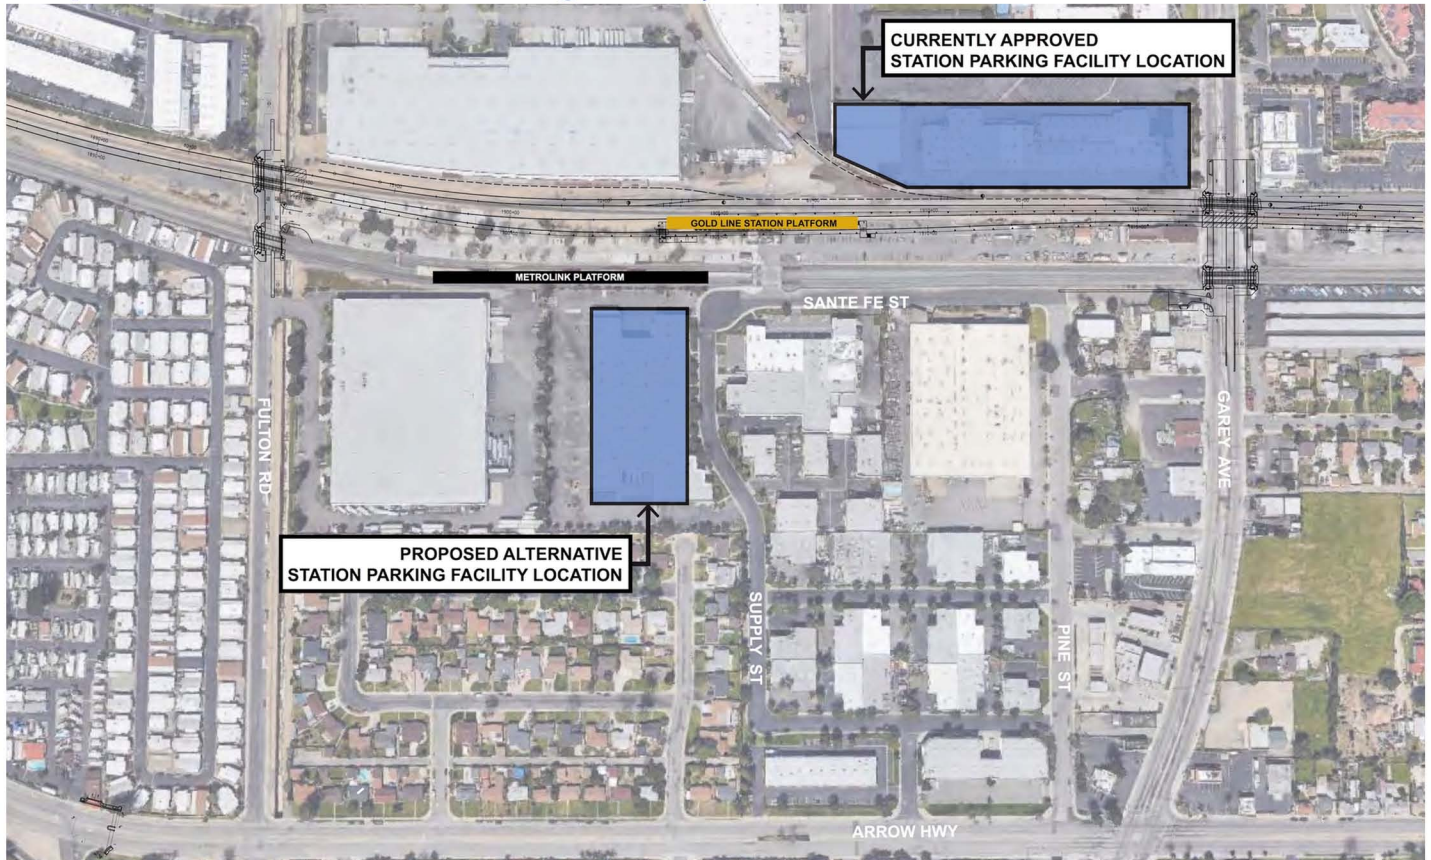 CURRENTLY APPROVED
STATION PARKING FACILITY LOCATION
GOLD LINE STATION PLATFORM
METROLINK PLATFORM
SANTE FE ST
FULTON RD
GAREY AVE
PROPOSED ALTERNATIVE
STATION PARKING FACILITY LOCATION
SUPPLY ST
PINE ST
ARROW HWY